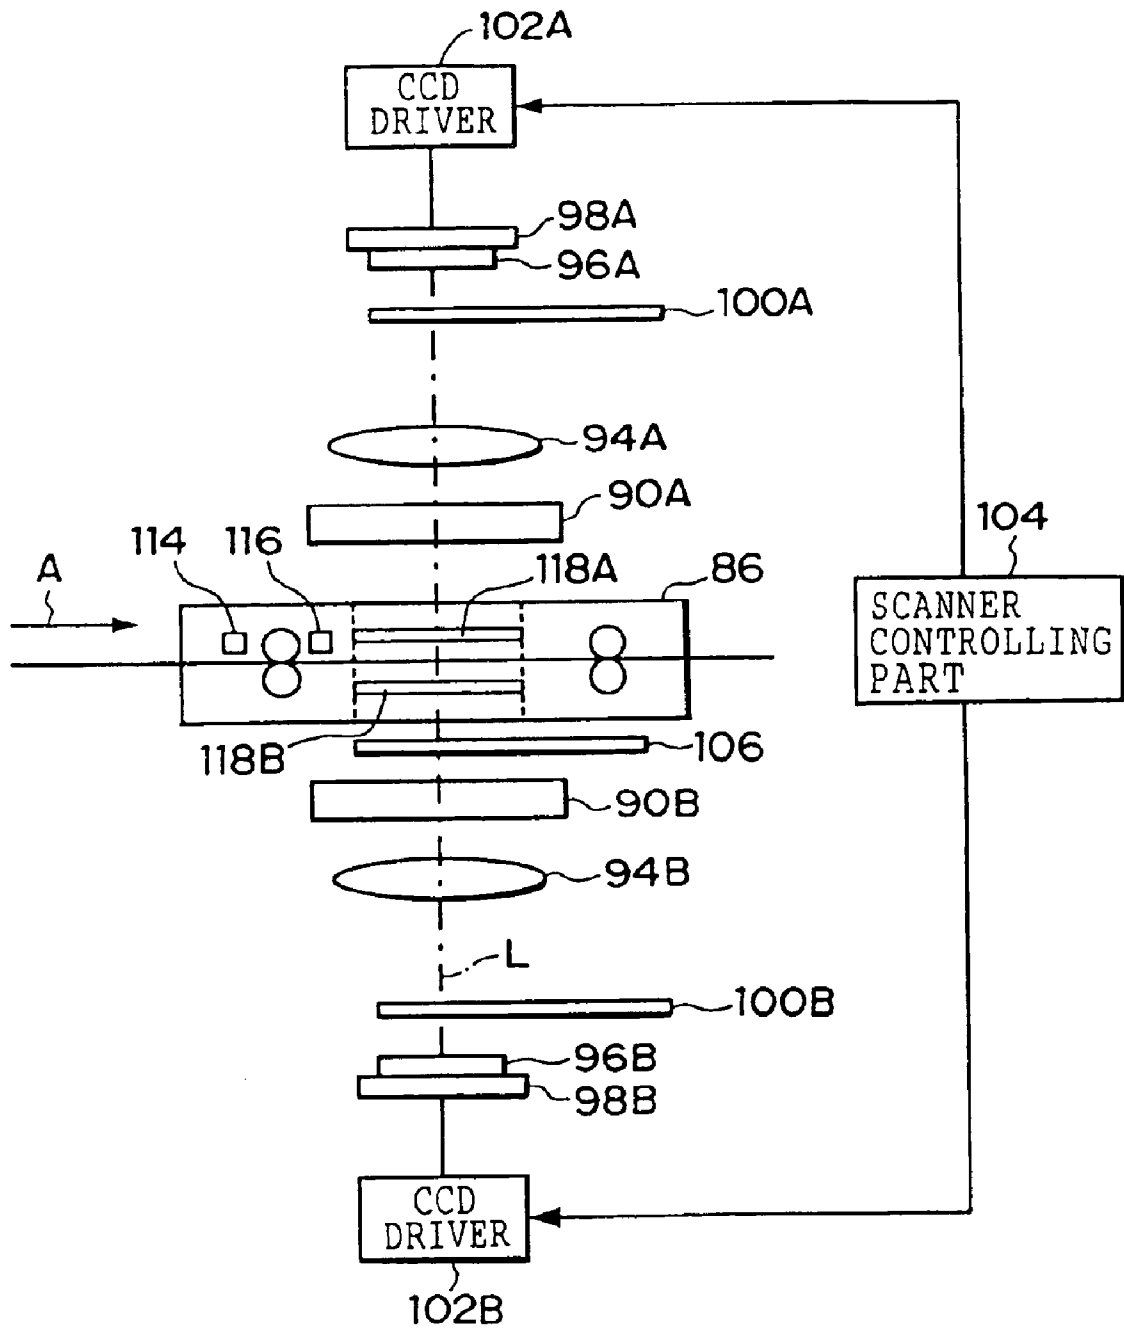 102A
CCD
DRIVER
98A
96A
100A
94A
90A
114
116
118A
86
104
A
SCANNER
CONTROLLING
PART
118B
106
90B
94B
L
100B
96B
98B
CCD
DRIVER
102B